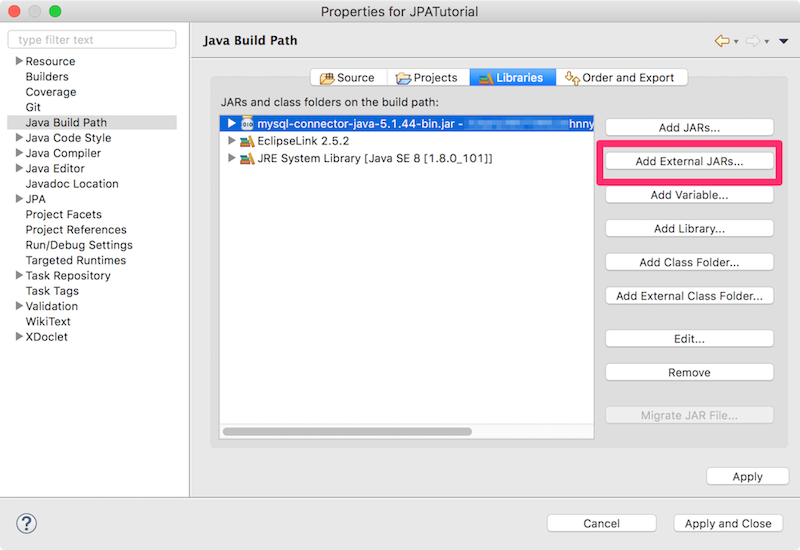 Properties for JPATutorial
type filter text
Resource
Builders
Coverage
Git
Java Build Path
Java Code Style
Java Compiler
Java Editor
Javadoc Location
JPA
Project Facets
Project References
Run/Debug Settings
Targeted Runtimes
Task Repository
Task Tags
Validation
WikiText
XDoclet
Java Build Path
Source Projects Libraries Order and Export
JARs and class folders on the build path:
mysql-connector-java-5.1.44-bin.jar - hnny
EclipseLink 2.5.2
JRE System Library [Java SE 8 [1.8.0_101]]
Add JARs...
Add External JARs...
Add Variable...
Add Library...
Add Class Folder...
Add External Class Folder...
Edit...
Remove
Migrate JAR File...
Apply
?
Cancel
Apply and Close